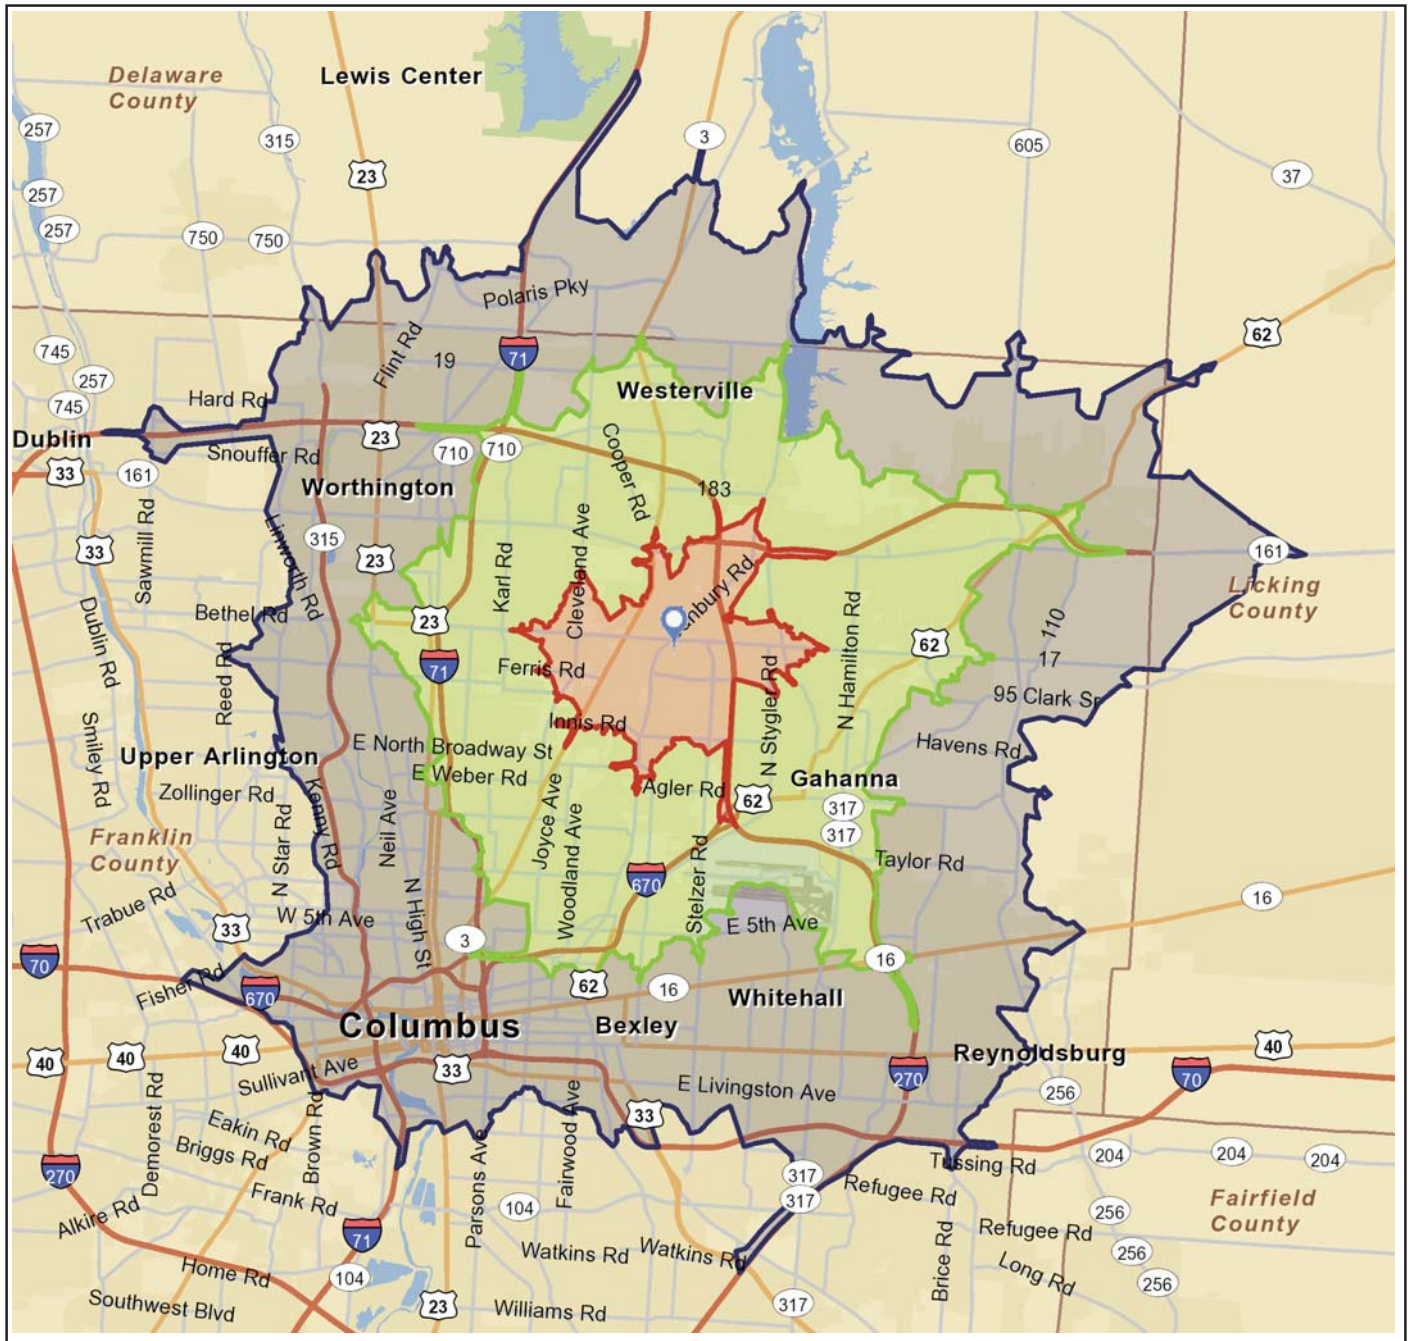 Delaware
County
Lewis Center
257
315
3
605
23
37
257
257
750
750
Polaris Pky
745
257
Flint Rd
19
71
62
745
Hard Rd
Westerville
Dublin
23
710
710
Cooper Rd
33
161
Snouffer Rd
Worthington
183
Sawmill Rd
Linworth Rd
315
Cleveland Ave
33
23
Karl Rd
161
Licking
County
Dublin Rd
Bethel Rd
23
N Hamilton Rd
110
62
Reed Rd
71
Ferris Rd
17
95 Clark Sr
N Stygler Rd
Innis Rd
Smiley Rd
Upper Arlington
E North Broadway St
Havens Rd
E Weber Rd
Gahanna
Zollinger Rd
Agler Rd
62
317
Franklin
County
N Star Rd
Kenny Rd
Neil Ave
Joyce Ave
Woodland Ave
317
Taylor Rd
Trabue Rd
670
Stelzer Rd
16
W 5th Ave
N High St
E 5th Ave
33
3
70
16
Fisher Rd
670
62
16
Whitehall
Columbus
Bexley
40
40
40
Reynoldsburg
40
Sullivant Ave
33
270
70
E Livingston Ave
256
Demorest Rd
Eakin Rd
Brown Rd
Fairwood Ave
33
Briggs Rd
Parsons Ave
270
317
Tussing Rd
204
204
204
Frank Rd
104
317
Refugee Rd
Fairfield
County
Alkire Rd
71
256
Refugee Rd
Watkins Rd
Watkins Rd
256
Home Rd
104
Brice Rd
Long Rd
256
Southwest Blvd
23
Williams Rd
317